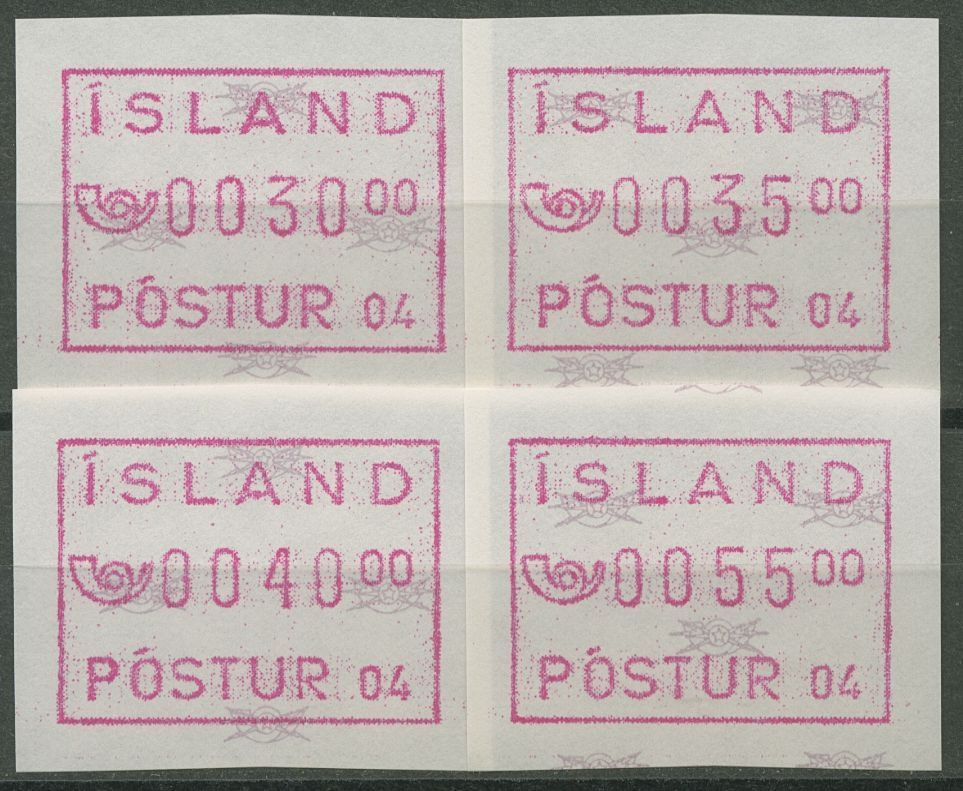 ÍSLAND
0030 00
PÓSTUR 04
ÍSLAND
0035 00
PÓSTUR 04
ÍSLAND
0040 00
PÓSTUR 04
ÍSLAND
0055 00
PÓSTUR 04